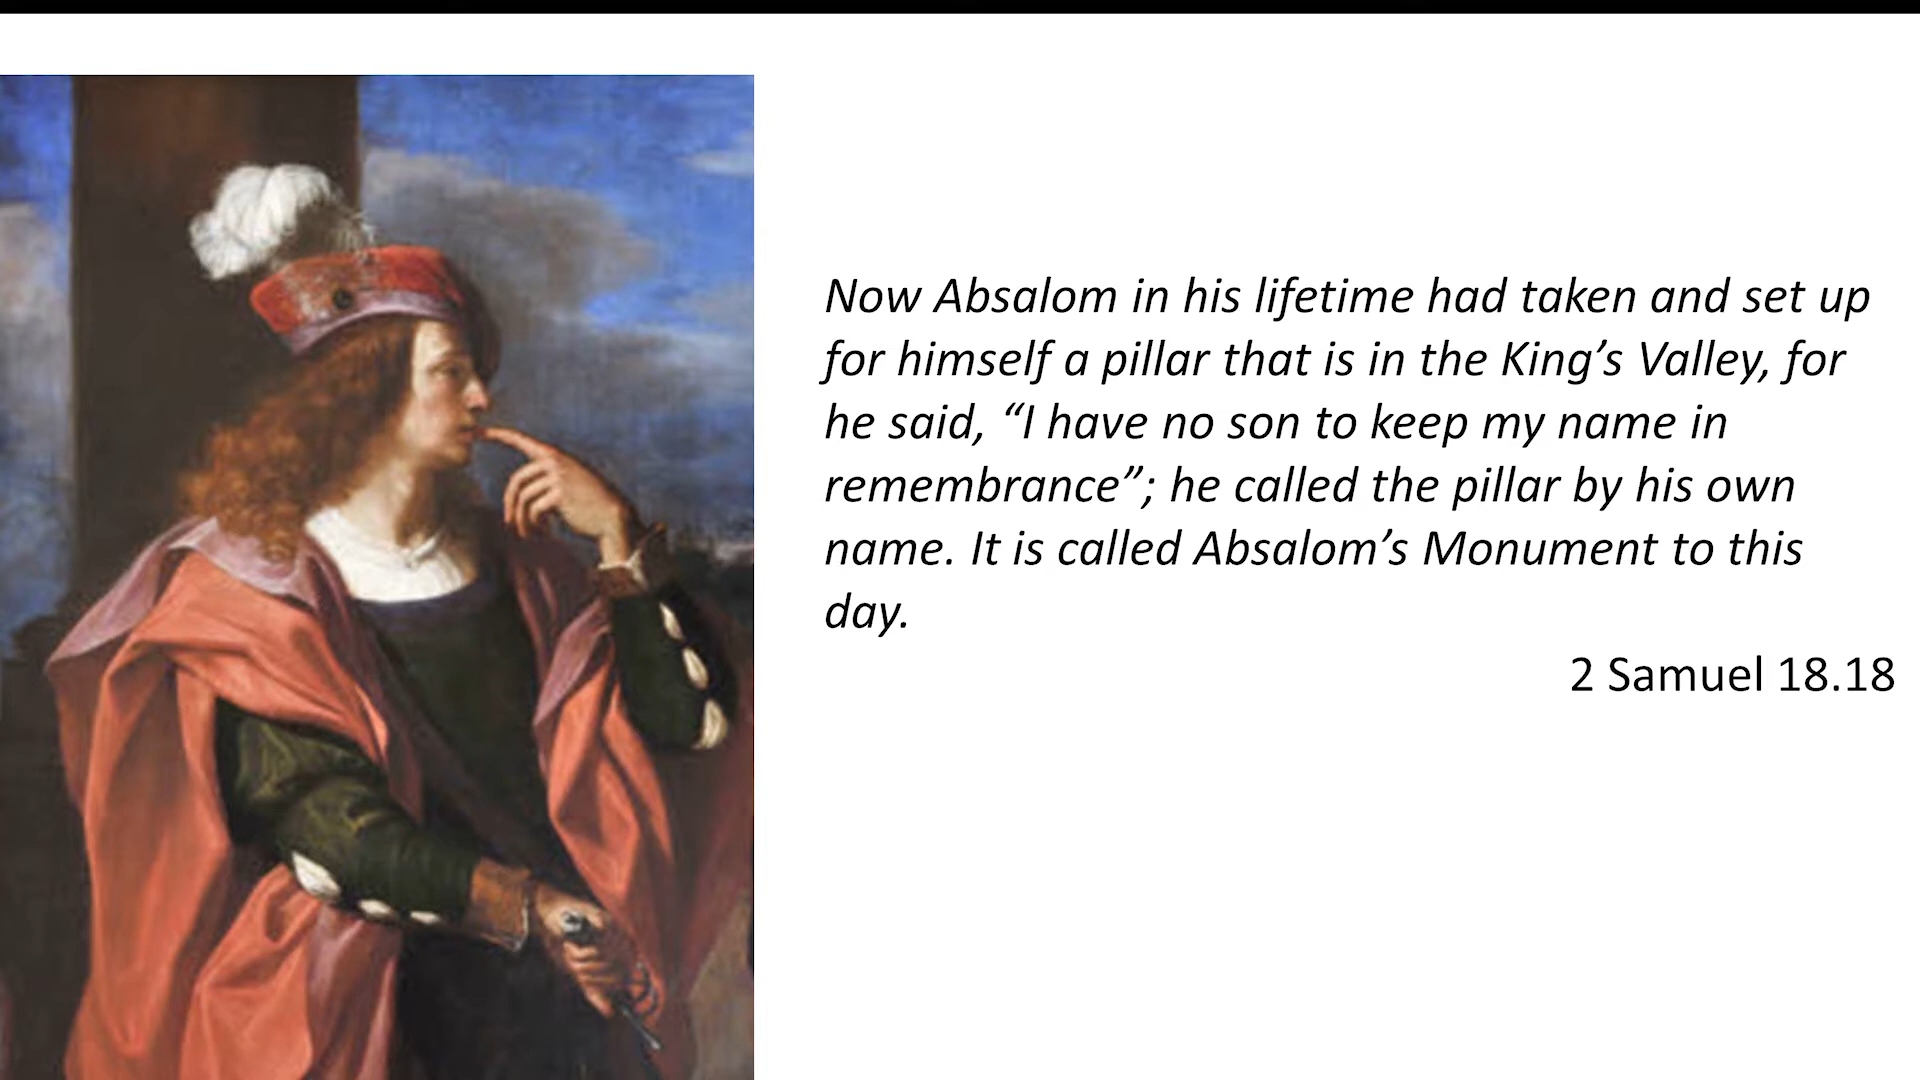 Now Absalom in his lifetime had taken and set up
for himself a pillar that is in the King’s Valley, for
he said, “I have no son to keep my name in
remembrance”; he called the pillar by his own
name. It is called Absalom’s Monument to this
day.
2 Samuel 18.18